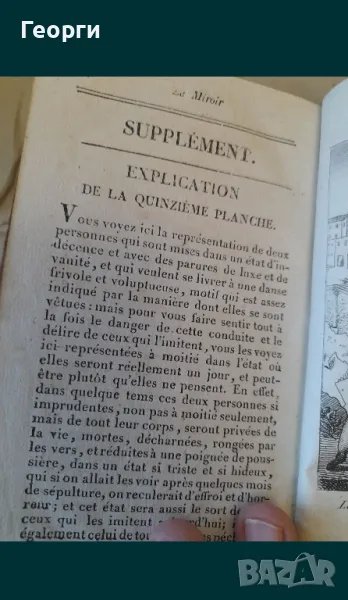 Георги
Le Miroir
SUPPLÉMENT.
EXPLICATION
DE LA QUINZIÉME PLANCHE.
Vous voyez ici la représentation de deux
personnes qui sont mises dans un état d'in-
décence et avec des parures de luxe et de
vanité, et qui veulent se livrer à une danse
frivole et voluptueuse, motif qui est assez
indiqué par la manière dont elles se sont
vêtues: mais pour vous faire sentir tout à
la fois le danger de cette conduite et le
délire de ceux qui l'imitent, vous les voyez
ici représentées à moitié dans l'état où
elles seront réellement un jour, et peut-
être plutôt qu'elles ne pensent. En effet,
dans quelque tems ces deux personnes si
imprudentes, non pas à moitié seulement,
mais de tout leur corps, seront privées de
la vie, mortes, décharnées, rongées par
les vers, et réduites à une poignée de pous-
sière, dans un état si triste et si hideux,
si on allait les voir après quelques mois
de sépulture, on reculerait d'effroi et d'hor-
reur; et cet état sera aussi le sort de
ceux qui les imitent aujourd'hui;
également celui de tou
BAZAR
.bg